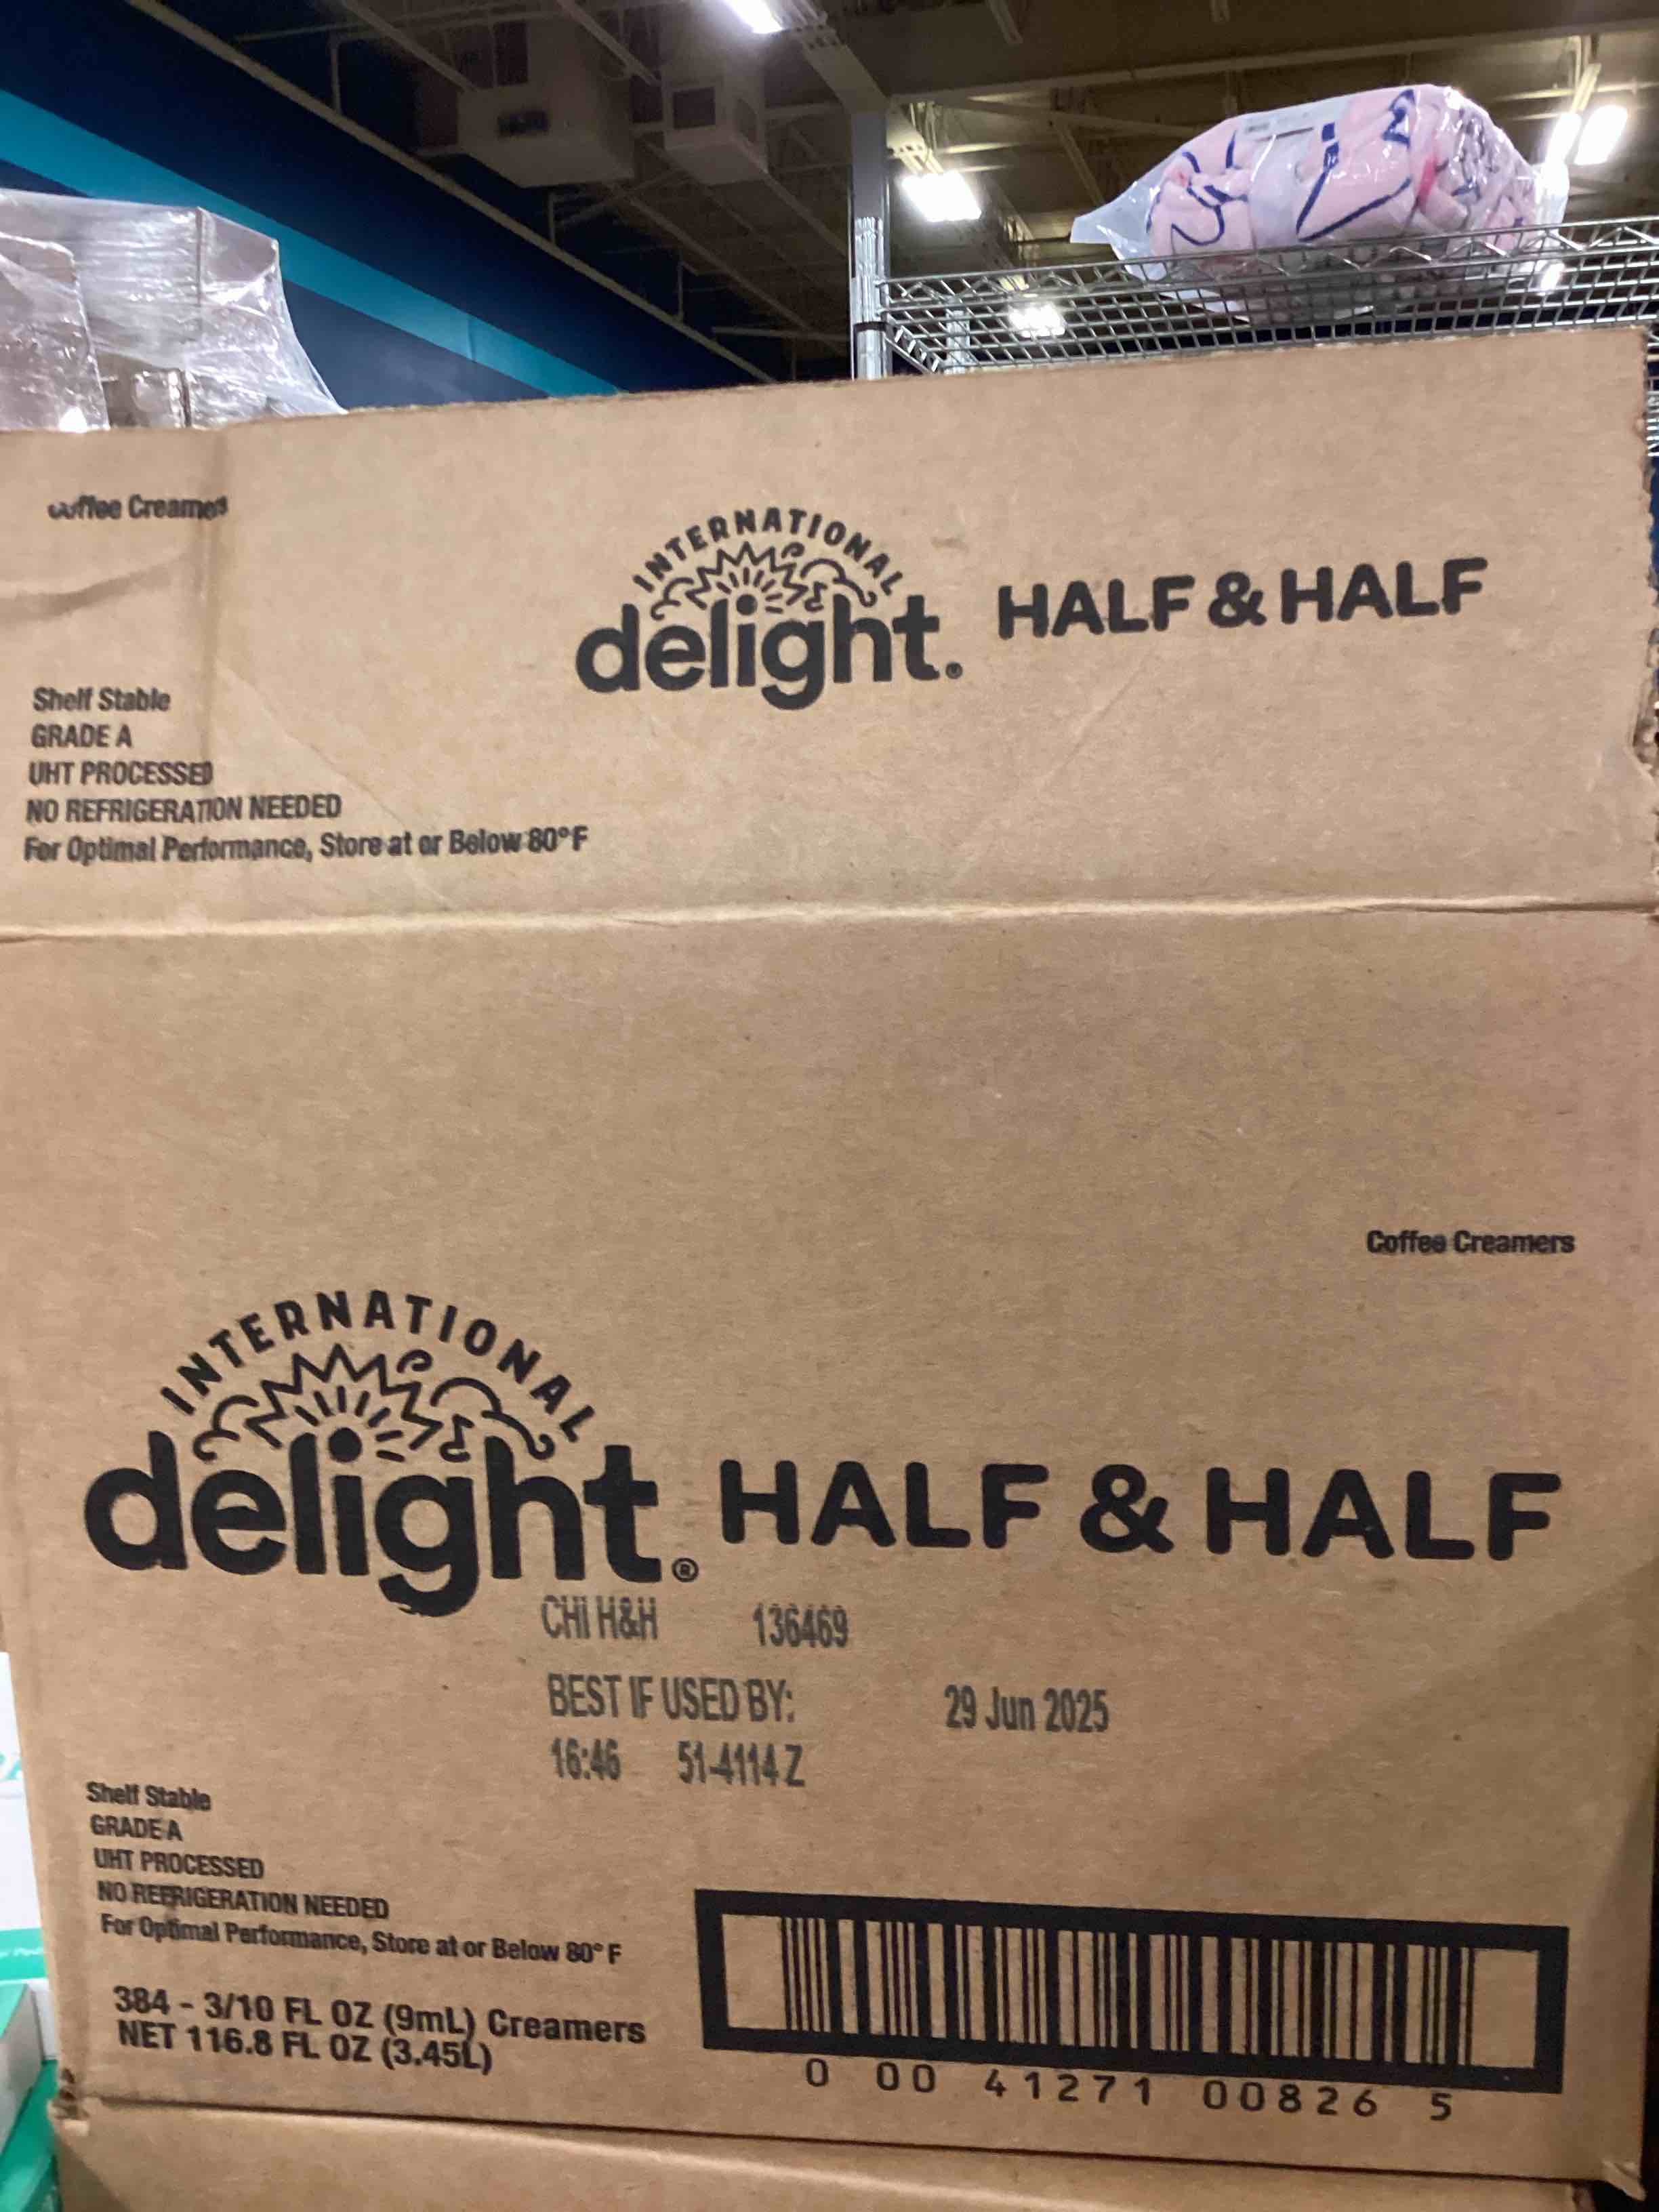 Coffee Creamers
INTERNATIONAL
delight. HALF & HALF
Shelf Stable
GRADE A
UHT PROCESSED
NO REFRIGERATION NEEDED
For Optimal Performance, Store at or Below 80°F
Coffee Creamers
INTERNATIONAL
delight.® HALF & HALF
CHI H&H 136469
BEST IF USED BY: 29 Jun 2025
16:46 51-4114 Z
Shelf Stable
GRADE A
UHT PROCESSED
NO REFRIGERATION NEEDED
For Optimal Performance, Store at or Below 80° F
384 - 3/10 FL OZ (9mL) Creamers
NET 116.8 FL OZ (3.45L)
0 00 41271 00826 5